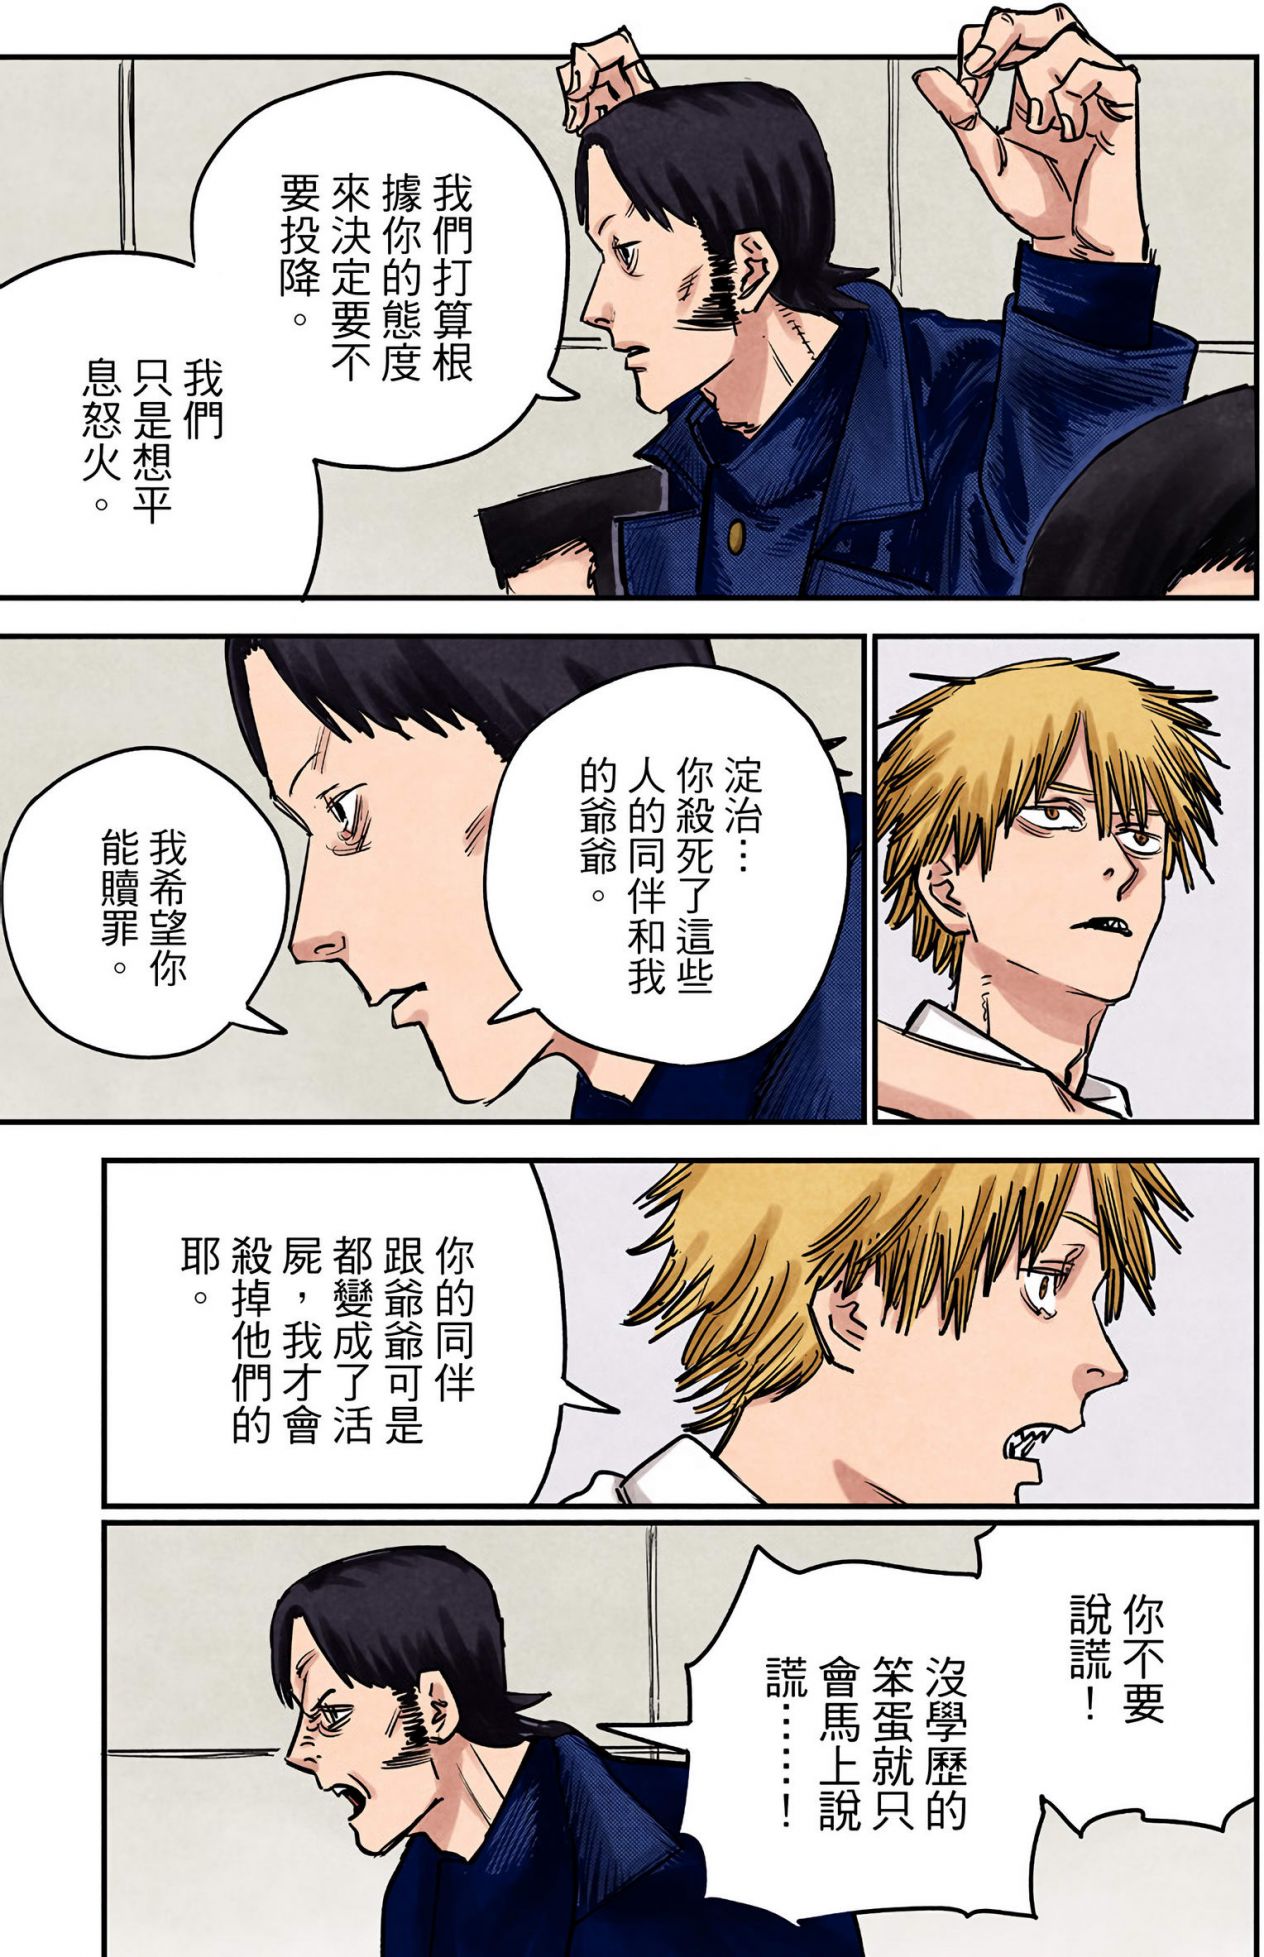 我們打算根
據你的態度
來決定要不
要投降。
我們
只是想平
息怒火。
淀治…
你殺死了這些
人的同伴和我
的爺爺。
我希望你
能贖罪。
你的同伴
跟爺爺可是
都變成了活
屍，我才會
殺掉他們的
耶。
你不要
說謊！
沒學歷的
笨蛋就只
會馬上說
謊……！